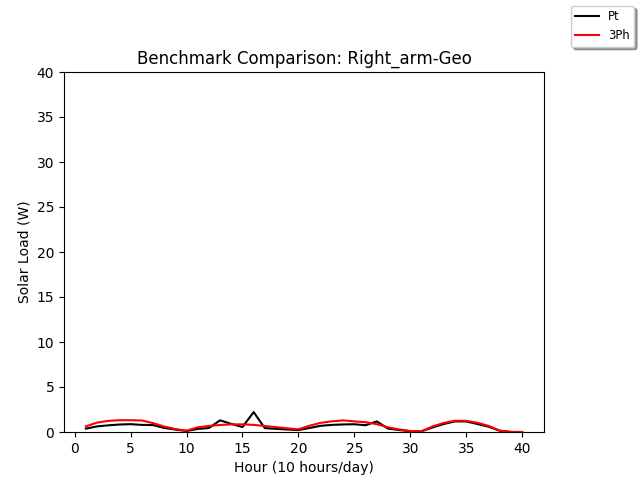 Pt
3Ph
Benchmark Comparison: Right_arm-Geo
40
35
30
25
20
15
10
5
0
Solar Load (W)
0 5 10 15 20 25 30 35 40
Hour (10 hours/day)